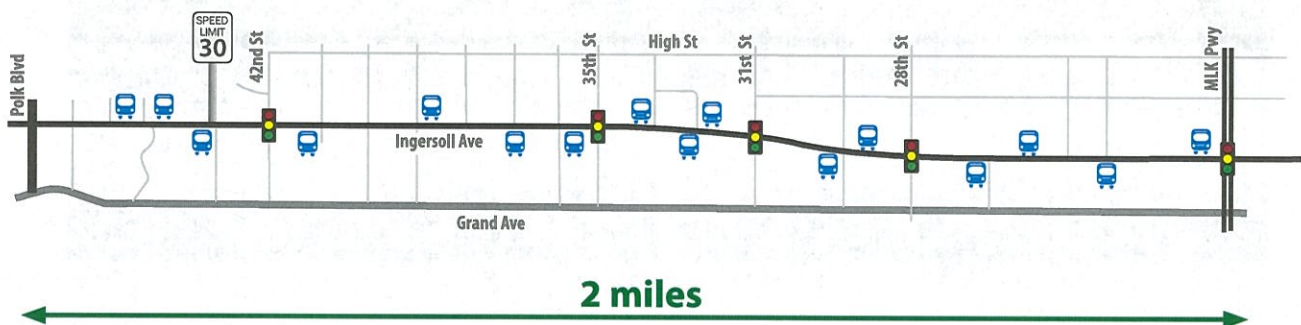 SPEED
LIMIT
30
Polk Blvd
42nd St
High St
35th St
31st St
28th St
MLK Pwy
Ingersoll Ave
Grand Ave
2 miles